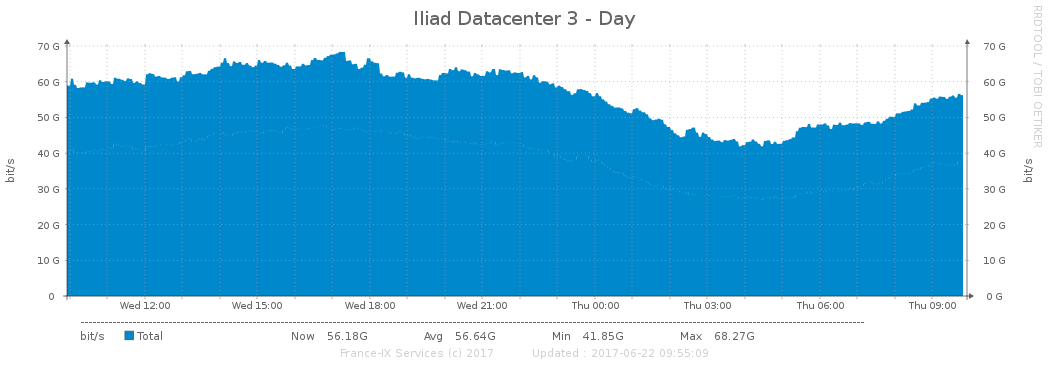 Iliad Datacenter 3 - Day
RRDTOOL / TOBI OETIKER
70 G 70 G
60 G 60 G
50 G 50 G
40 G 40 G
30 G 30 G
20 G 20 G
10 G 10 G
0 0 G
bit/s bit/s
Wed 12:00 Wed 15:00 Wed 18:00 Wed 21:00 Thu 00:00 Thu 03:00 Thu 06:00 Thu 09:00
bit/s Total Now 56.18G Avg 56.64G Min 41.85G Max 68.27G
France-IX Services (c) 2017 Updated : 2017-06-22 09:55:09